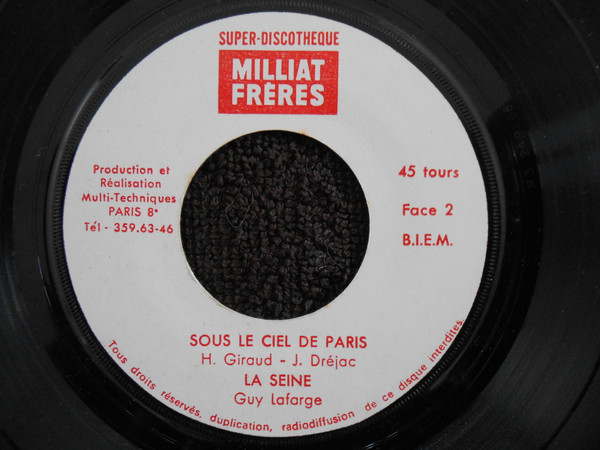 SUPER-DISCOTHEQUE
MILLIAT
FRÈRES
Production et
Réalisation
Multi-Techniques
PARIS 8e
Tél - 359.63-46
45 tours
Face 2
B.I.E.M.
SOUS LE CIEL DE PARIS
H. Giraud - J. Dréjac
LA SEINE
Guy Lafarge
Tous droits réservés, duplication, radiodiffusion de ce disque interdites